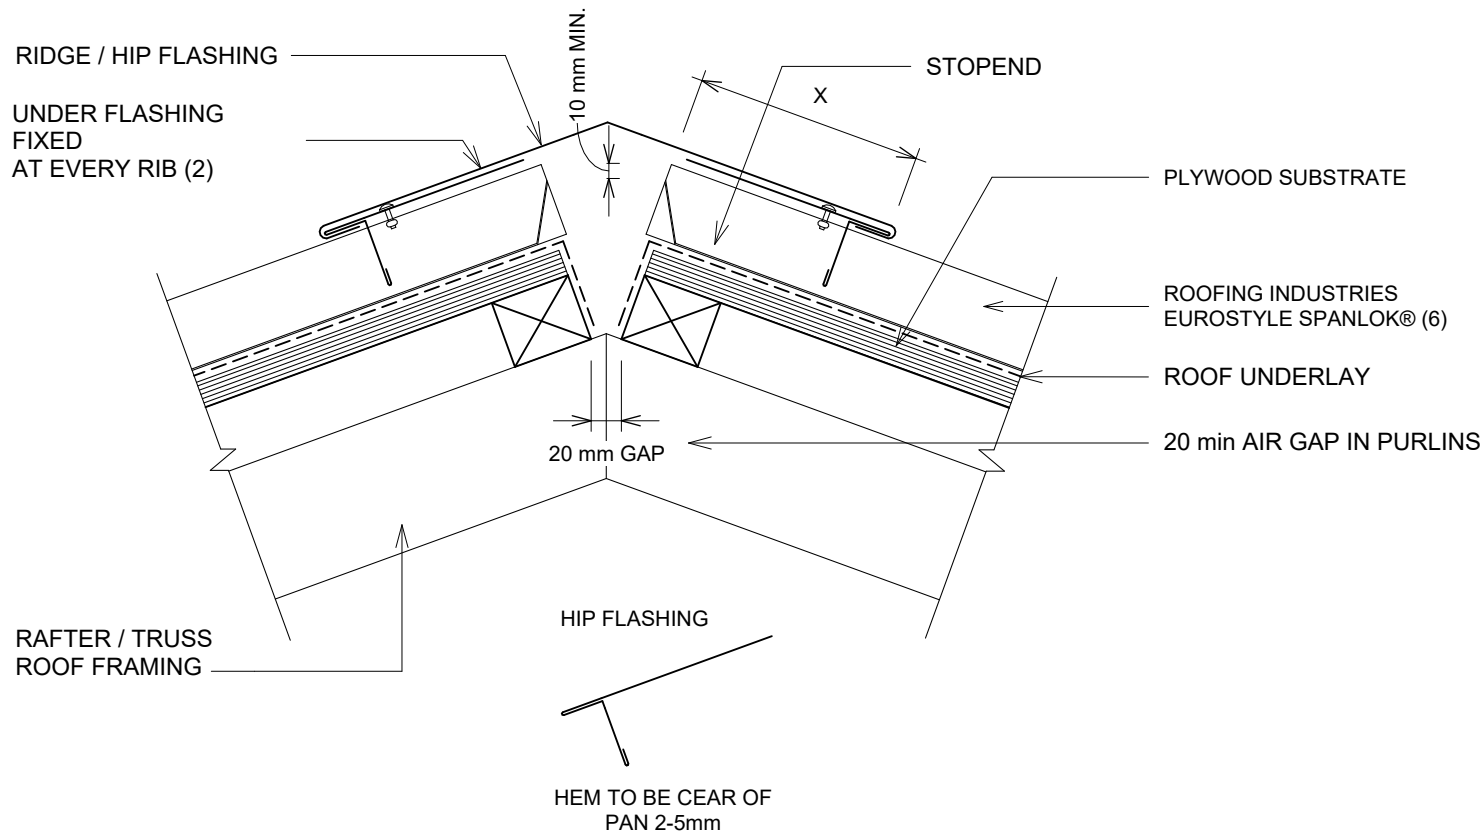 RIDGE / HIP FLASHING
UNDER FLASHING
FIXED
AT EVERY RIB (2)
10 mm MIN.
X
STOPEND
PLYWOOD SUBSTRATE
ROOFING INDUSTRIES
EUROSTYLE SPANLOK® (6)
ROOF UNDERLAY
20 min AIR GAP IN PURLINS
20 mm GAP
RAFTER / TRUSS
ROOF FRAMING
HIP FLASHING
HEM TO BE CEAR OF
PAN 2-5mm